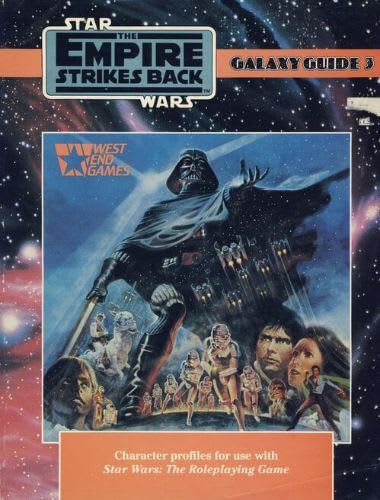 STAR
THE
EMPIRE
STRIKES BACK™
WARS
GALAXY GUIDE 3
WEST
END
GAMES
Character profiles for use with
Star Wars: The Roleplaying Game